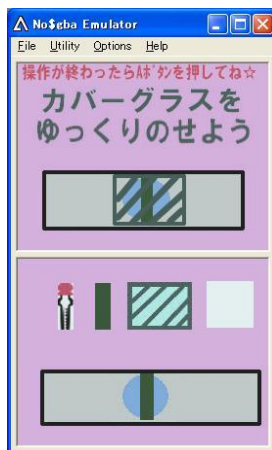 No$gba Emulator
File Utility Options Help
操作が終わったらAﾎﾞﾀﾝを押してね☆
カバーグラスを
ゆっくりのせよう